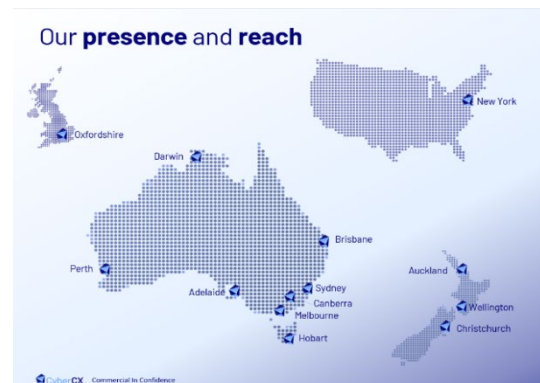 Our presence and reach
Oxfordshire
New York
Darwin
Brisbane
Perth
Auckland
Adelaide
Sydney
Canberra
Melbourne
Wellington
Christchurch
Hobart
CyberCX Commercial In Confidence